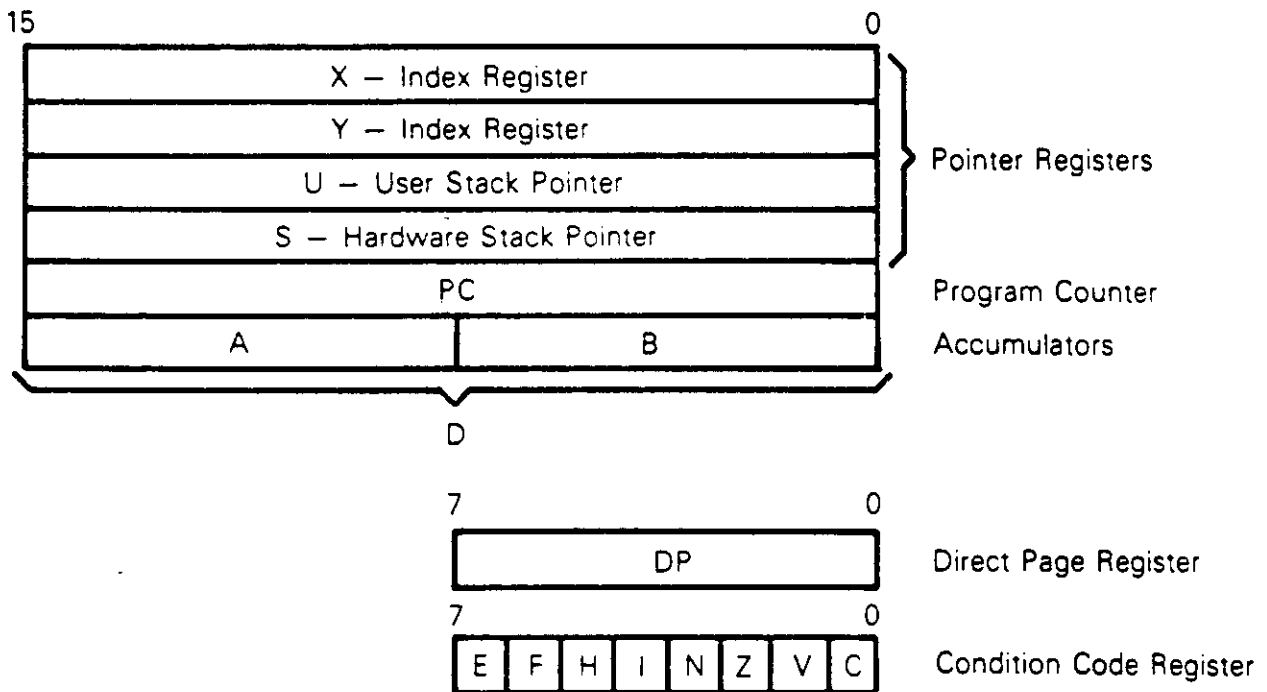 15 0
X – Index Register
Y – Index Register
U – User Stack Pointer
S – Hardware Stack Pointer
Pointer Registers
PC Program Counter
A B Accumulators
D
7 0
DP Direct Page Register
7 0
E F H I N Z V C Condition Code Register